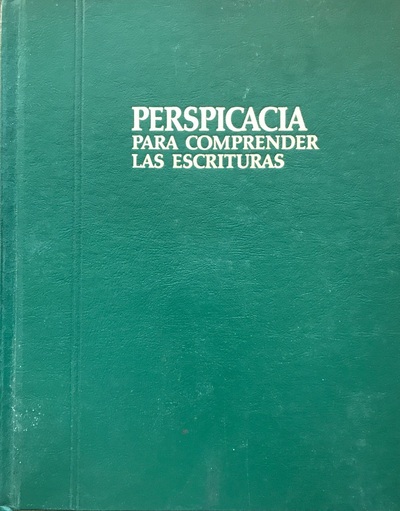 PERSPICACIA
PARA COMPRENDER
LAS ESCRITURAS